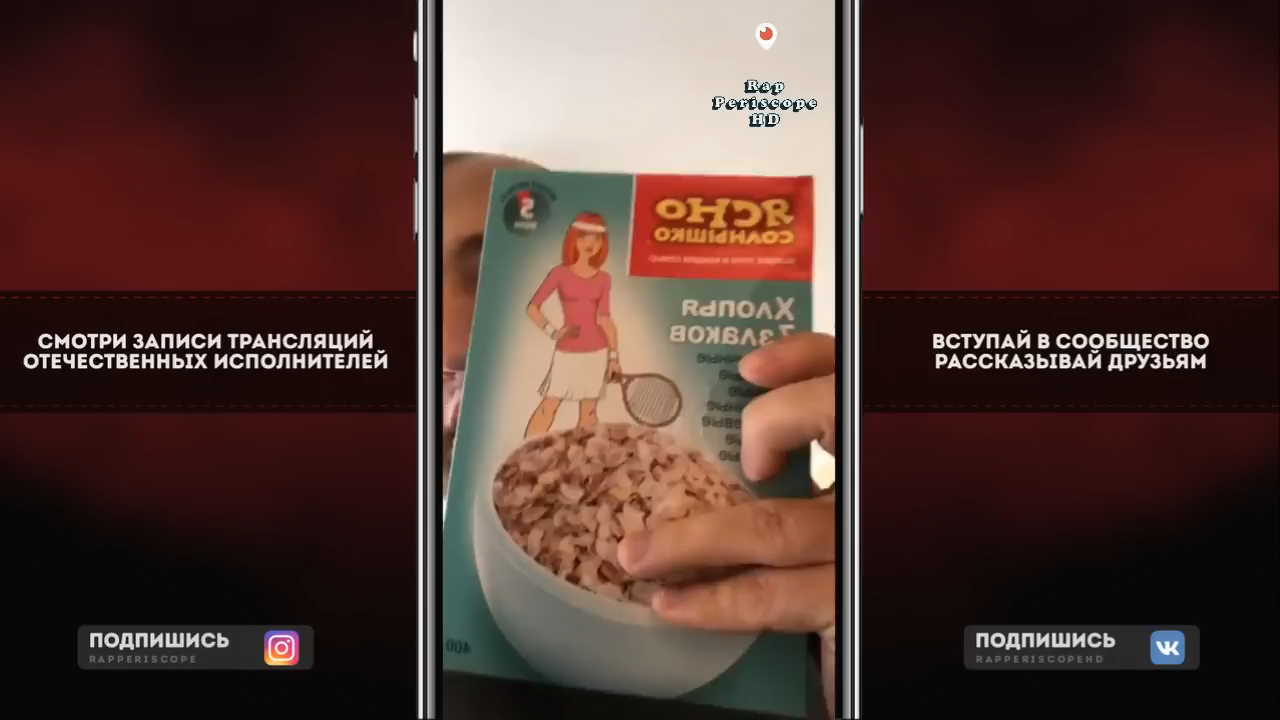 Rap
Periscope
HD
ЯСНО
СОЛНЫШКО
Хлопья
7 злаков
400
СМОТРИ ЗАПИСИ ТРАНСЛЯЦИЙ
ОТЕЧЕСТВЕННЫХ ИСПОЛНИТЕЛЕЙ
ВСТУПАЙ В СООБЩЕСТВО
РАССКАЗЫВАЙ ДРУЗЬЯМ
ПОДПИШИСЬ
RAPPERISCOPE
ПОДПИШИСЬ
RAPPERISCOPEHD